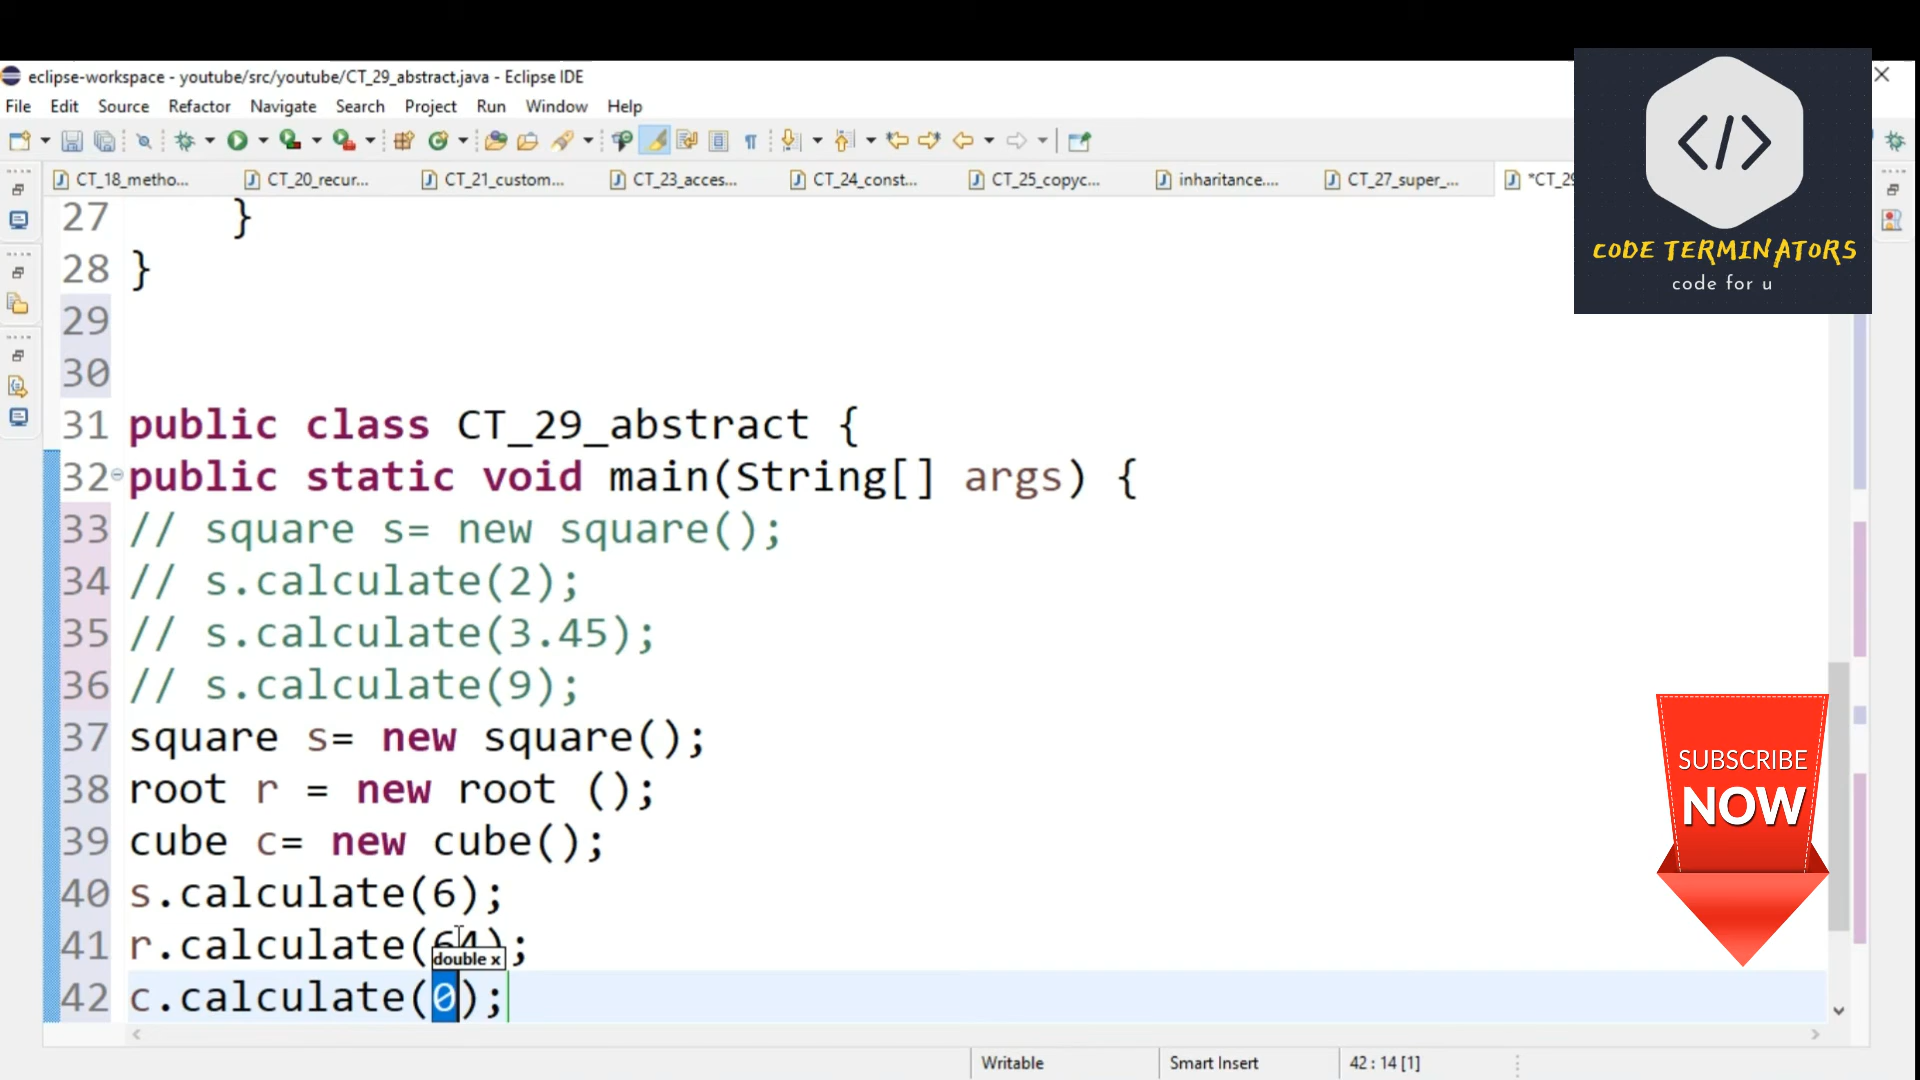 eclipse-workspace - youtube/src/youtube/CT_29_abstract.java - Eclipse IDE
File Edit Source Refactor Navigate Search Project Run Window Help
CT_18_metho... CT_20_recur... CT_21_custom... CT_23_acces... CT_24_const... CT_25_copyc... inheritance.... CT_27_super_... *CT_29
CODE TERMINATORS
code for u
27 }
28 }
29
30
31 public class CT_29_abstract {
32 public static void main(String[] args) {
33 // square s= new square();
34 // s.calculate(2);
35 // s.calculate(3.45);
36 // s.calculate(9);
37 square s= new square();
38 root r = new root ();
39 cube c= new cube();
40 s.calculate(6);
41 r.calculate(64);
double x
42 c.calculate(0);
SUBSCRIBE
NOW
Writable Smart Insert 42 : 14 [1]